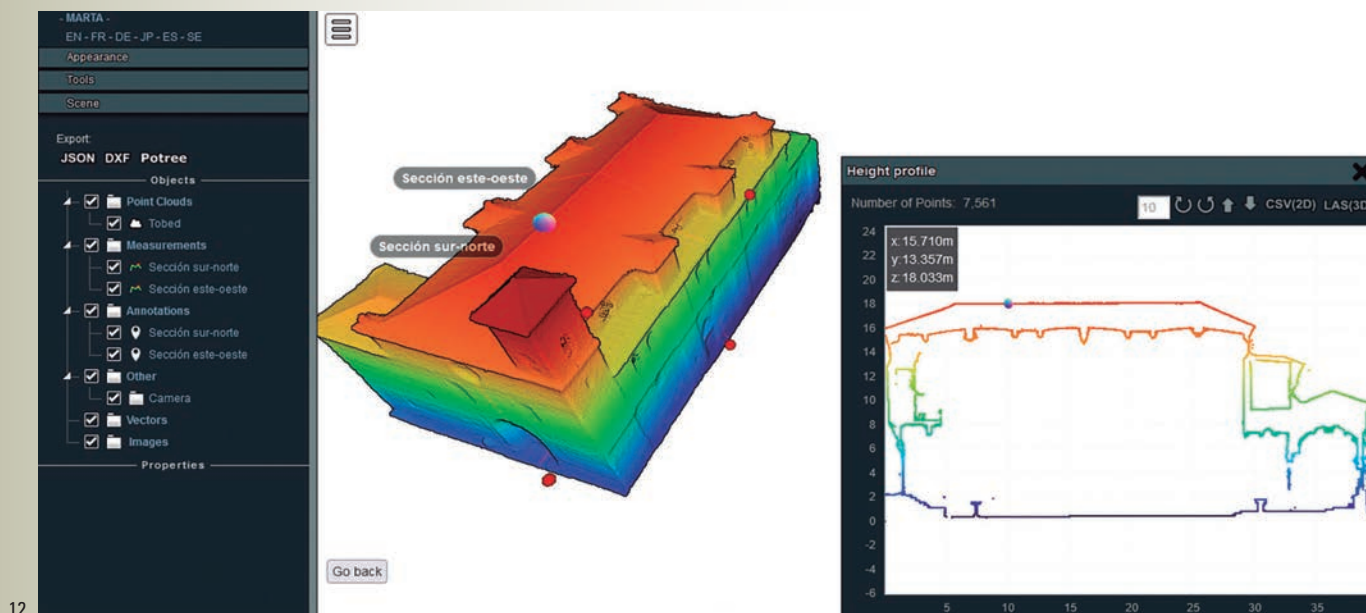 - MARTA -
EN - FR - DE - JP - ES - SE
Appearance
Tools
Scene
Export:
JSON DXF Potree
Objects
Point Clouds
Tobed
Measurements
Sección sur-norte
Sección este-oeste
Annotations
Sección sur-norte
Sección este-oeste
Other
Camera
Vectors
Images
Properties
Sección este-oeste
Sección sur-norte
Go back
Height profile
Number of Points: 7,561
10
CSV(2D) LAS(3D
x: 15.710m
y: 13.357m
z: 18.033m
24
22
20
18
16
14
12
10
8
6
4
2
0
-2
-4
-6
5 10 15 20 25 30 35
12